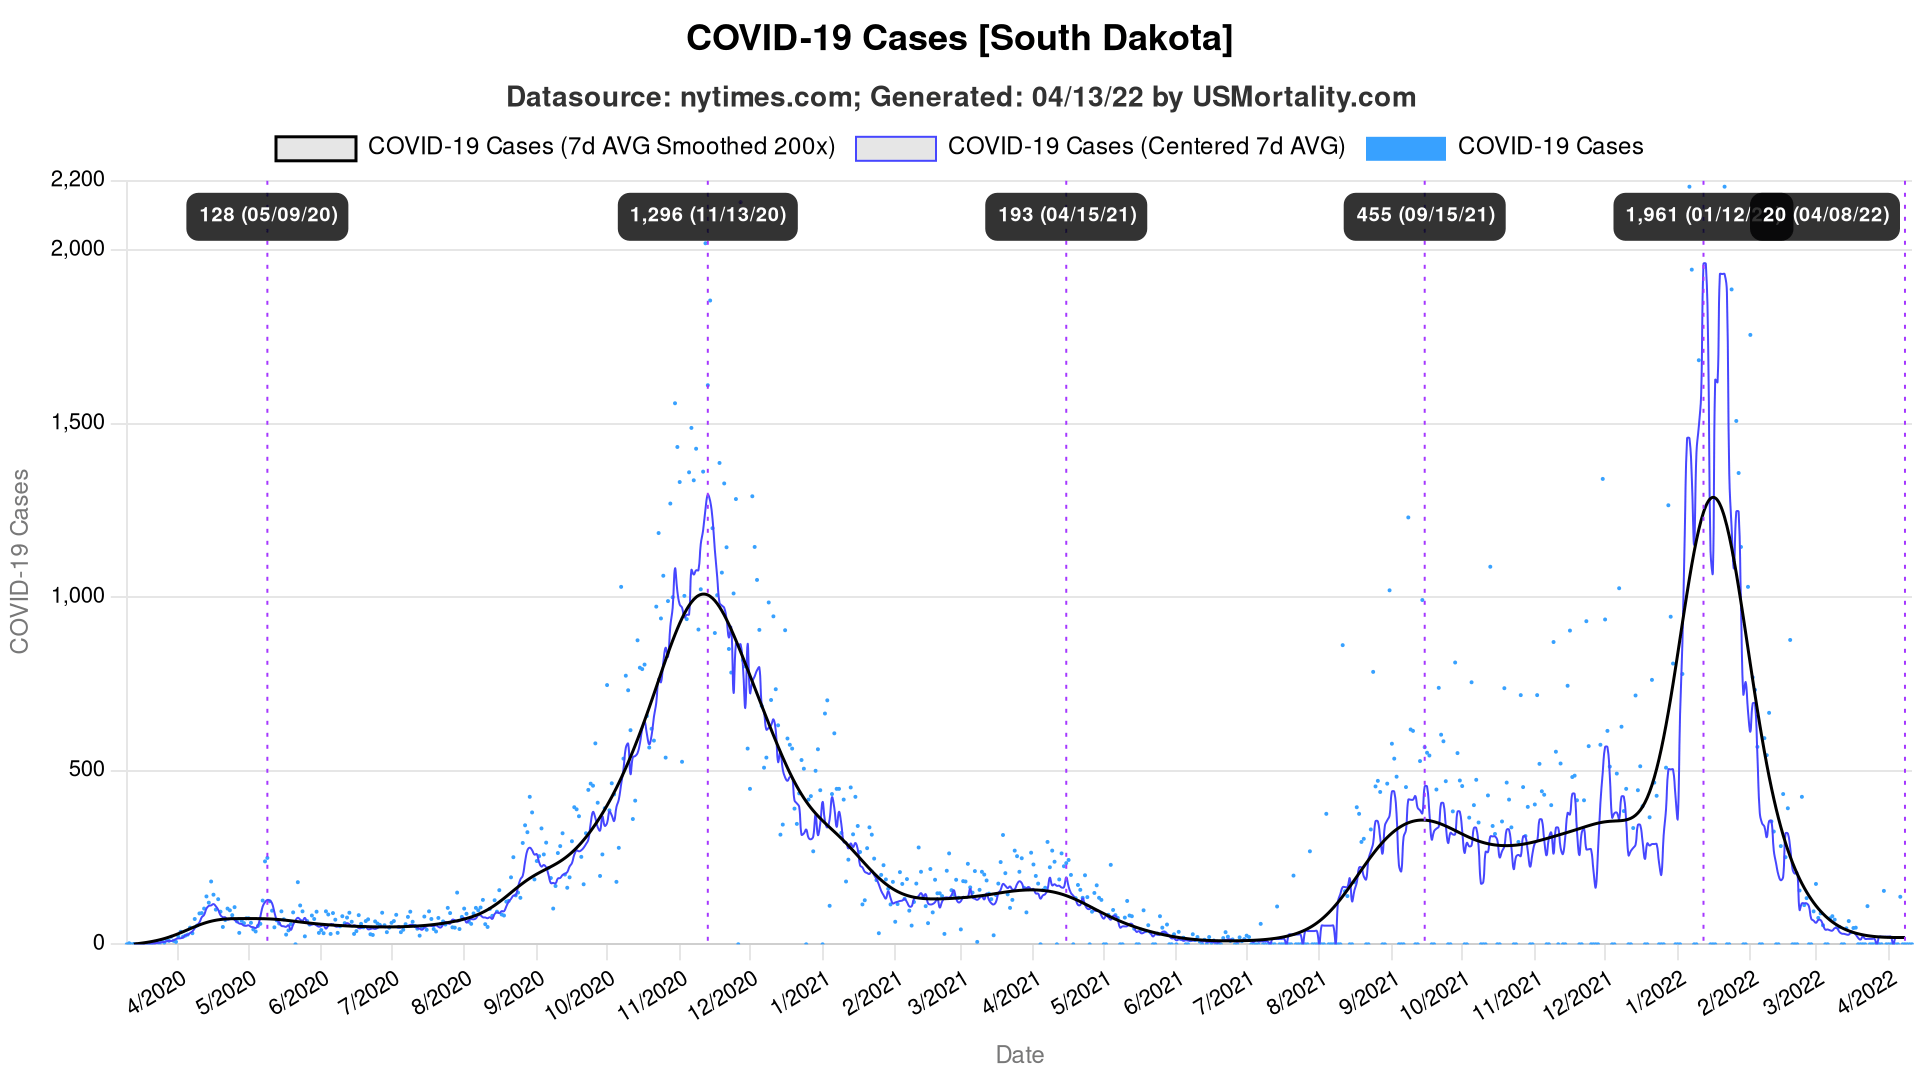 COVID-19 Cases [South Dakota]
Datasource: nytimes.com; Generated: 04/13/22 by USMortality.com
COVID-19 Cases (7d AVG Smoothed 200x) COVID-19 Cases (Centered 7d AVG) COVID-19 Cases
2,200
128 (05/09/20) 1,296 (11/13/20) 193 (04/15/21) 455 (09/15/21) 1,961 (01/12/ 20 (04/08/22)
2,000
1,500
1,000
500
0
COVID-19 Cases
4/2020 5/2020 6/2020 7/2020 8/2020 9/2020 10/2020 11/2020 12/2020 1/2021 2/2021 3/2021 4/2021 5/2021 6/2021 7/2021 8/2021 9/2021 10/2021 11/2021 12/2021 1/2022 2/2022 3/2022 4/2022
Date